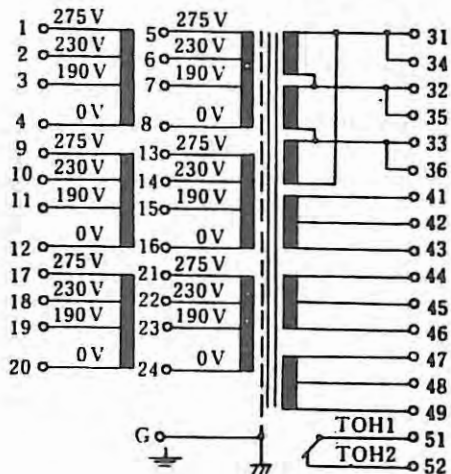 1 275V 5 275V 31
2 230V 6 230V 34
3 190V 7 190V 32
35
4 0V 8 0V 33
9 275V 13 275V 36
10 230V 14 230V 41
11 190V 15 190V 42
12 0V 16 0V 43
17 275V 21 275V 44
18 230V 22 230V 45
19 190V 23 190V 46
20 0V 24 0V 47
48
49
G TOH1 51
TOH2 52